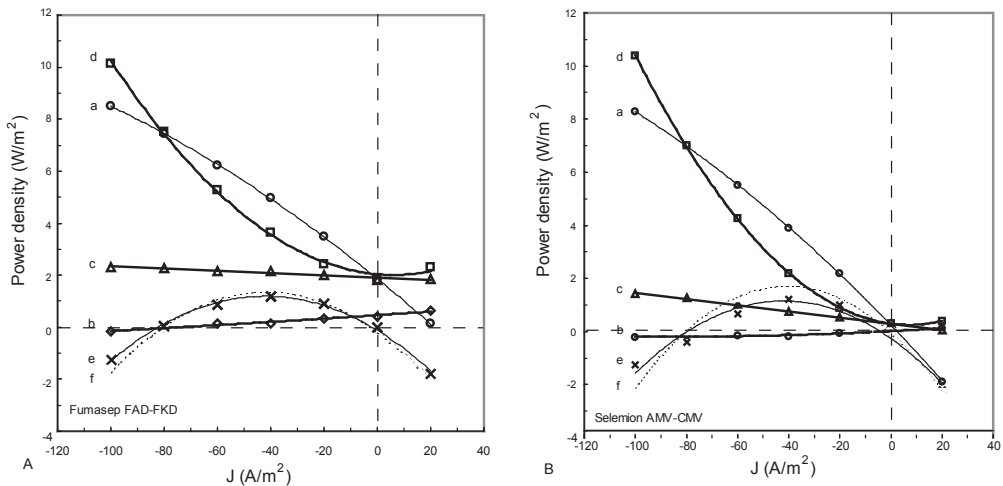 12
12
10
10
8
8
6
6
4
4
2
2
0
0
-2
-2
-4
-4
Power density (W/m²)
Power density (W/m²)
d
a
c
b
e
f
d
a
c
b
e
f
Fumasep FAD-FKD
Selemion AMV-CMV
-120 -100 -80 -60 -40 -20 0 20 40
-120 -100 -80 -60 -40 -20 0 20 40
A
J (A/m²)
B
J (A/m²)